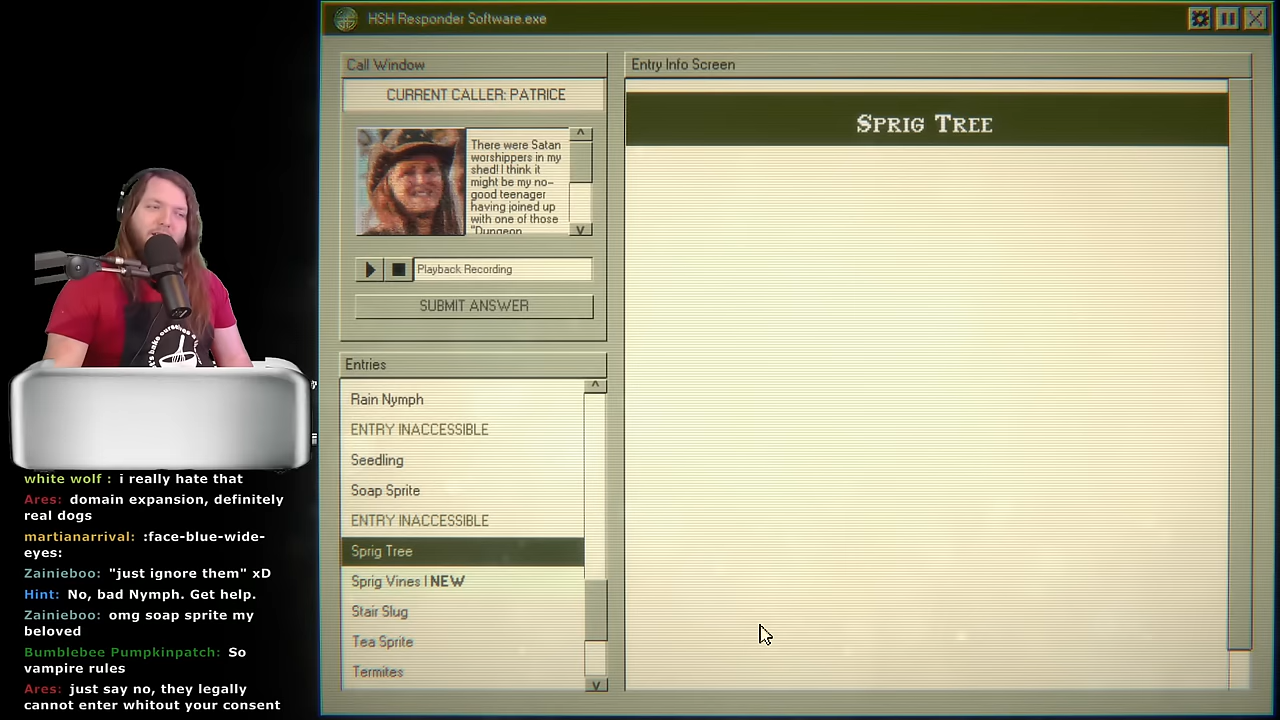 HSH Responder Software.exe
Call Window
CURRENT CALLER: PATRICE
There were Satan
worshippers in my
shed! I think it
might be my no-
good teenager
having joined up
with one of those
"Dungeon
Playback Recording
SUBMIT ANSWER
Entries
Rain Nymph
ENTRY INACCESSIBLE
Seedling
Soap Sprite
ENTRY INACCESSIBLE
Sprig Tree
Sprig Vines | NEW
Stair Slug
Tea Sprite
Termites
Entry Info Screen
Sprig Tree
white wolf : i really hate that
Ares: domain expansion, definitely
real dogs
martianarrival: :face-blue-wide-
eyes:
Zainieboo: "just ignore them" xD
Hint: No, bad Nymph. Get help.
Zainieboo: omg soap sprite my
beloved
Bumblebee Pumpkinpatch: So
vampire rules
Ares: just say no, they legally
cannot enter whitout your consent